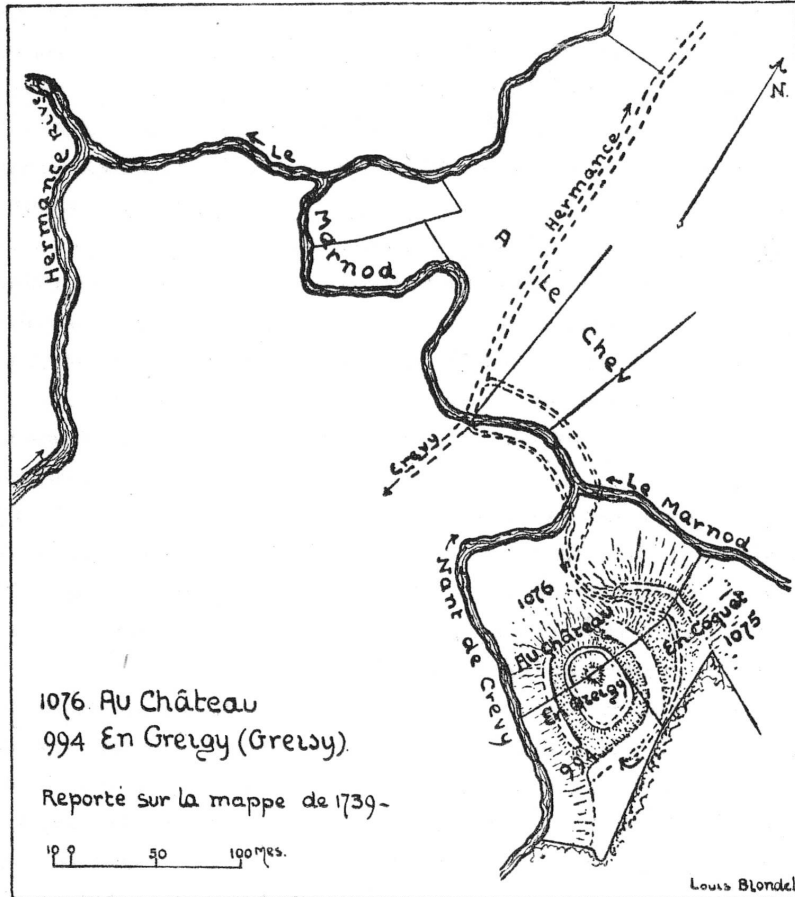 Hermance Riv.
← Le
Marnod
Hermance
N.
D
Le
Chev
Crevy
← Le Marnod
Nant de Crevy
1076
Au Château
En Coquet
1075
En Greigy
994
1076 Au Château
994 En Greigy (Greisy).
Reporté sur la mappe de 1739-
10 0 50 100 Mes.
Louis Blondel